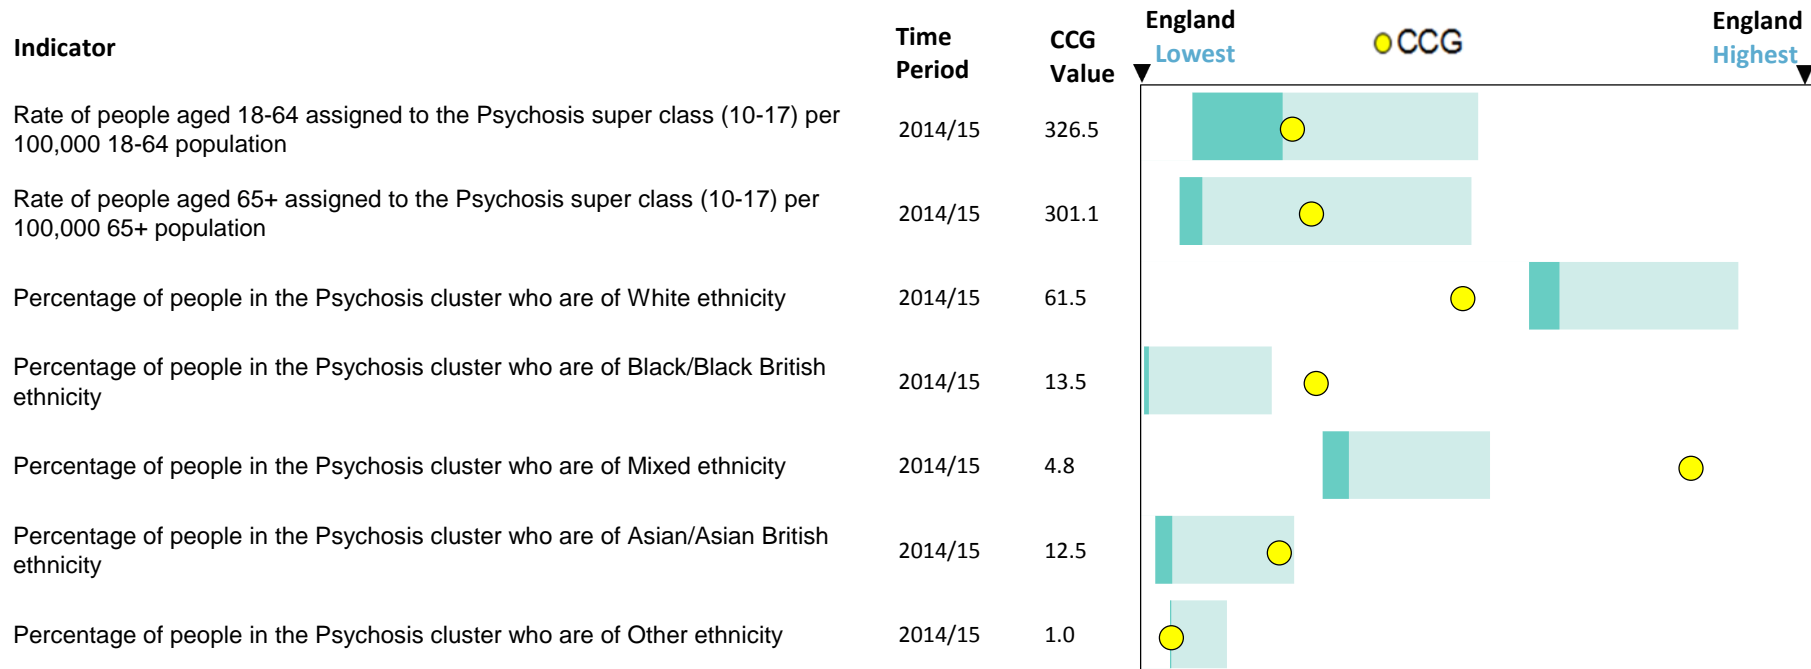 Indicator
Time Period
CCG Value
England Lowest
CCG
England Highest
Rate of people aged 18-64 assigned to the Psychosis super class (10-17) per
100,000 18-64 population
2014/15
326.5
Rate of people aged 65+ assigned to the Psychosis super class (10-17) per
100,000 65+ population
2014/15
301.1
Percentage of people in the Psychosis cluster who are of White ethnicity
2014/15
61.5
Percentage of people in the Psychosis cluster who are of Black/Black British
ethnicity
2014/15
13.5
Percentage of people in the Psychosis cluster who are of Mixed ethnicity
2014/15
4.8
Percentage of people in the Psychosis cluster who are of Asian/Asian British
ethnicity
2014/15
12.5
Percentage of people in the Psychosis cluster who are of Other ethnicity
2014/15
1.0